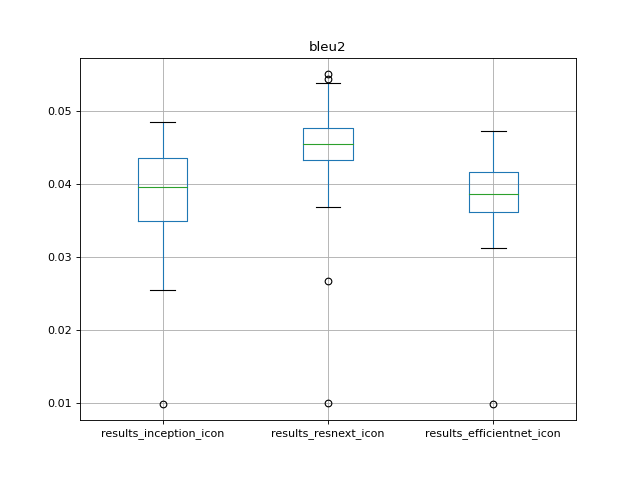 bleu2
0.05
0.04
0.03
0.02
0.01
results_inception_icon
results_resnext_icon
results_efficientnet_icon